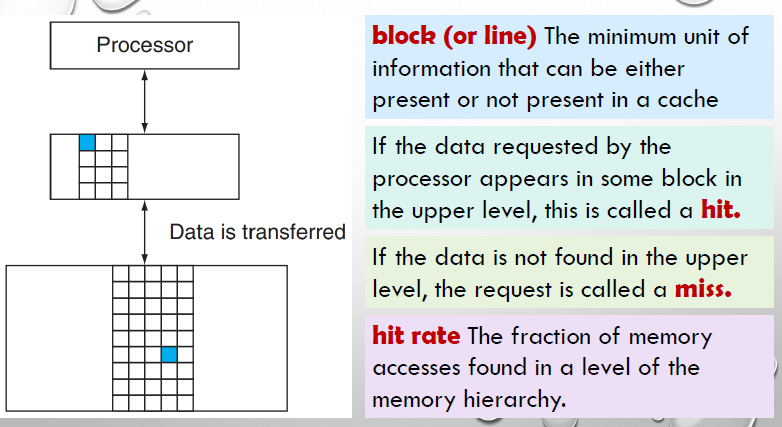 Processor
Data is transferred
block (or line) The minimum unit of
information that can be either
present or not present in a cache
If the data requested by the
processor appears in some block in
the upper level, this is called a hit.
If the data is not found in the upper
level, the request is called a miss.
hit rate The fraction of memory
accesses found in a level of the
memory hierarchy.